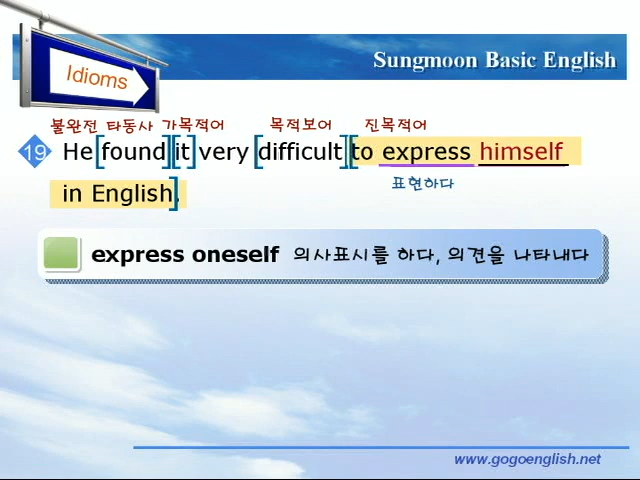 Idioms
Sungmoon Basic English
불완전 타동사 가목적어 목적보어 진목적어
19 He [found][it] very [difficult] [to express himself
표현하다
in English].
express oneself 의사표시를 하다, 의견을 나타내다
www.gogoenglish.net